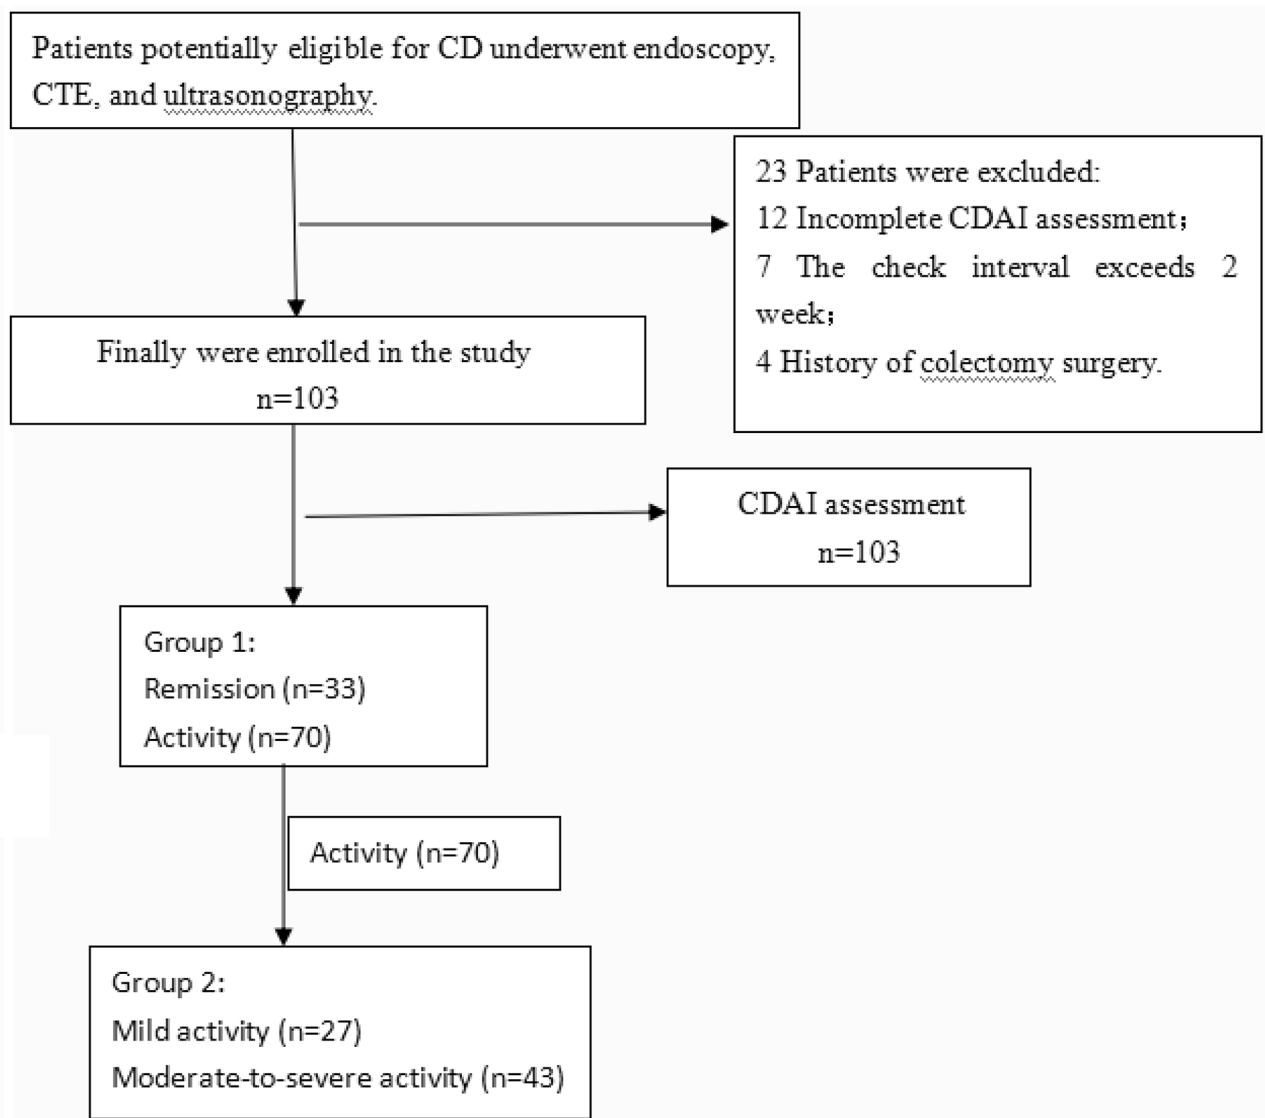 Patients potentially eligible for CD underwent endoscopy,
CTE, and ultrasonography.
23 Patients were excluded:
12 Incomplete CDAI assessment；
7 The check interval exceeds 2
week；
4 History of colectomy surgery.
Finally were enrolled in the study
n=103
CDAI assessment
n=103
Group 1:
Remission (n=33)
Activity (n=70)
Activity (n=70)
Group 2:
Mild activity (n=27)
Moderate-to-severe activity (n=43)